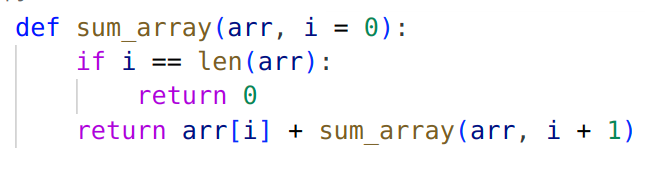 def sum_array(arr, i = 0):
    if i == len(arr):
        return 0
    return arr[i] + sum_array(arr, i + 1)